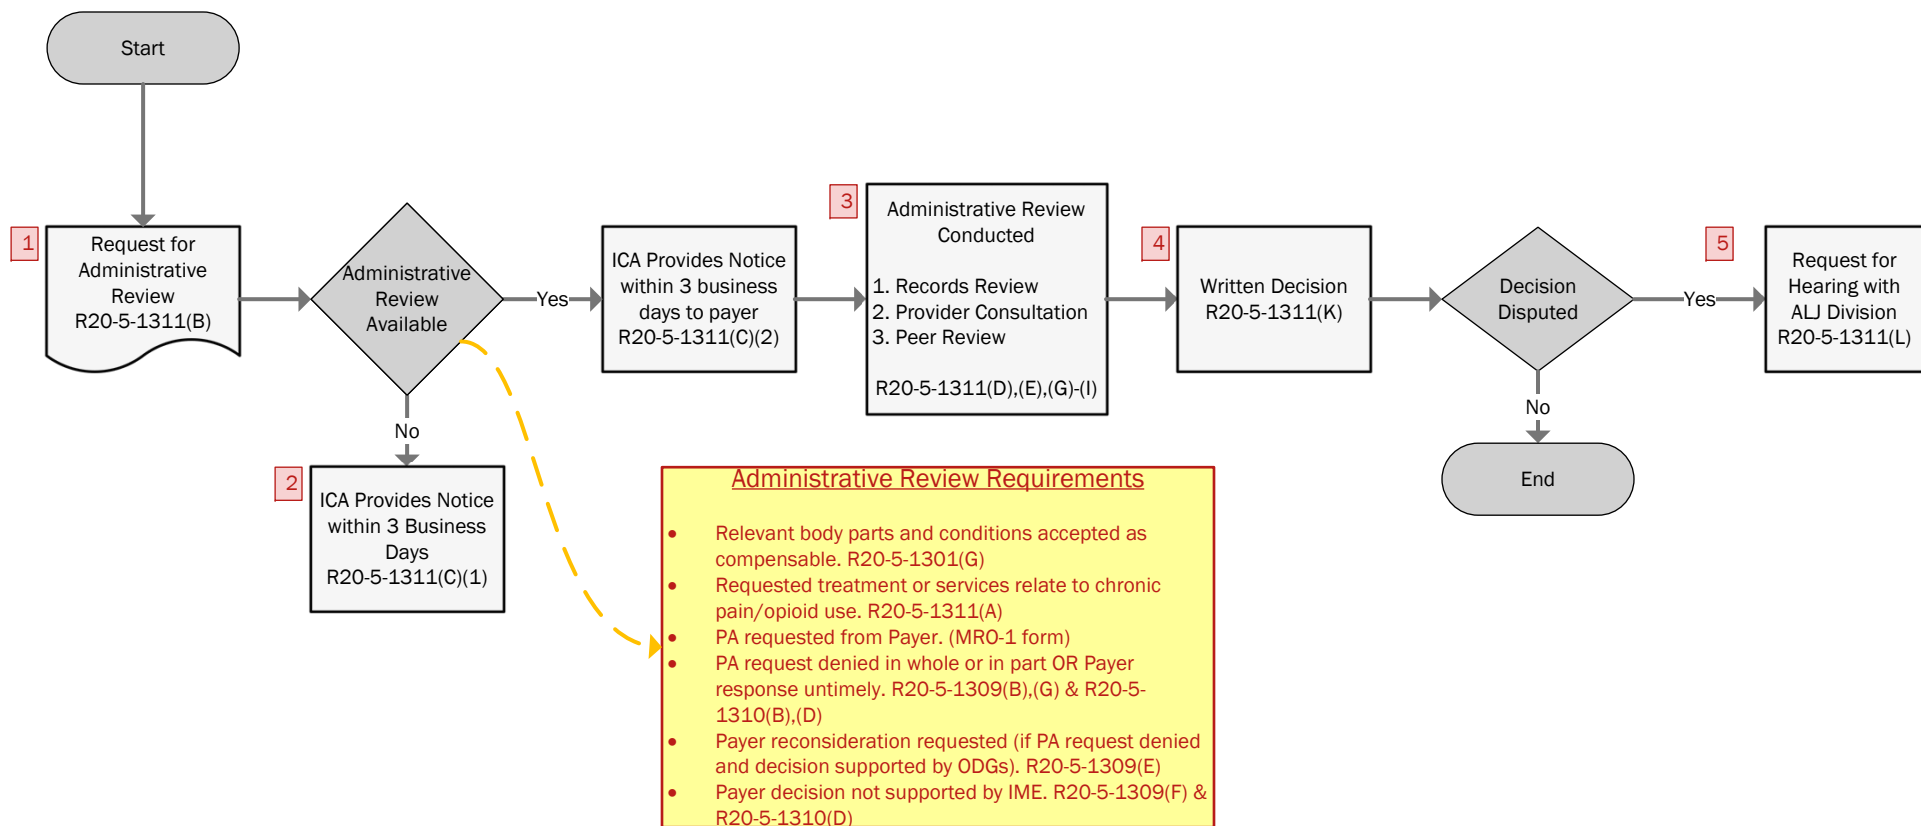 Start
1
Request for
Administrative
Review
R20-5-1311(B)
Administrative
Review
Available
Yes
No
2
ICA Provides Notice
within 3 Business
Days
R20-5-1311(C)(1)
ICA Provides Notice
within 3 business
days to payer
R20-5-1311(C)(2)
3
Administrative Review
Conducted
1. Records Review
2. Provider Consultation
3. Peer Review
R20-5-1311(D),(E),(G)-(I)
4
Written Decision
R20-5-1311(K)
Decision
Disputed
Yes
No
End
5
Request for
Hearing with
ALJ Division
R20-5-1311(L)
Administrative Review Requirements
• Relevant body parts and conditions accepted as
compensable. R20-5-1301(G)
• Requested treatment or services relate to chronic
pain/opioid use. R20-5-1311(A)
• PA requested from Payer. (MRO-1 form)
• PA request denied in whole or in part OR Payer
response untimely. R20-5-1309(B),(G) & R20-5-
1310(B),(D)
• Payer reconsideration requested (if PA request denied
and decision supported by ODGs). R20-5-1309(E)
• Payer decision not supported by IME. R20-5-1309(F) &
R20-5-1310(D)